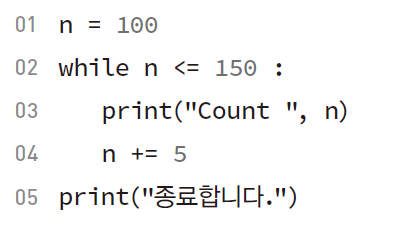 01 n = 100
02 while n <= 150 :
03 print("Count ", n)
04 n += 5
05 print("종료합니다.")